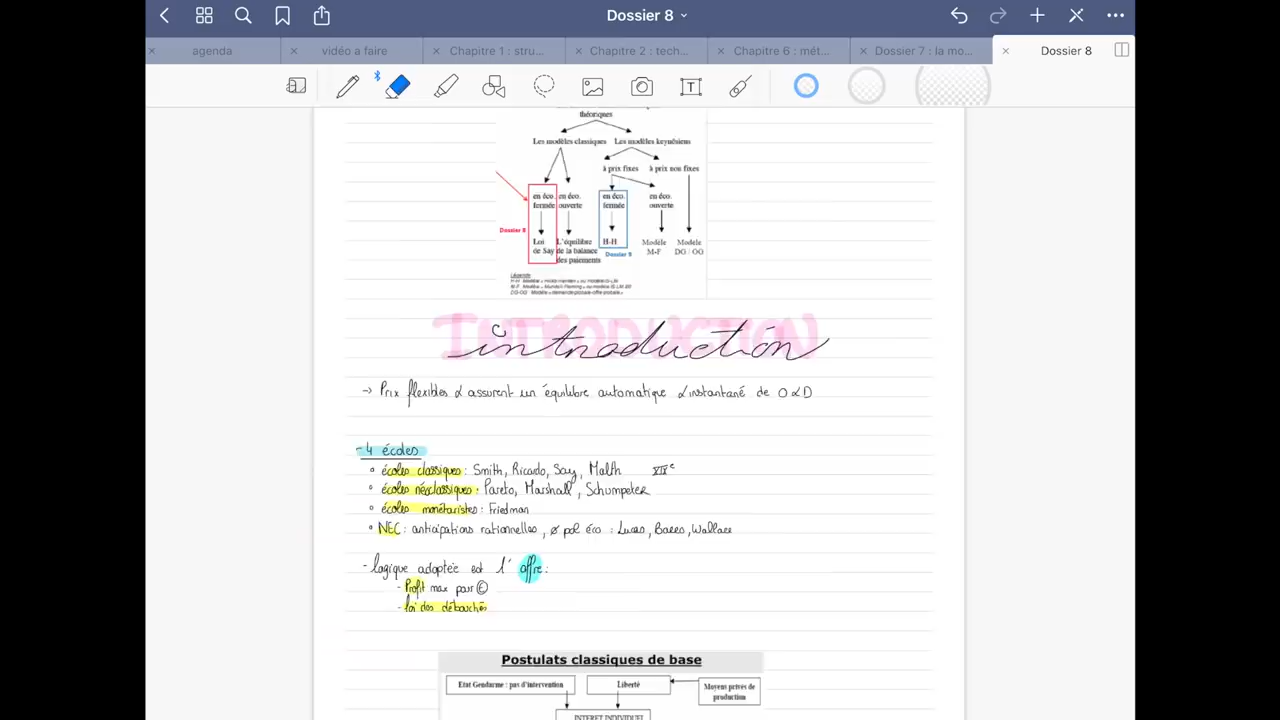 Dossier 8
agenda
vidéo a faire
Chapitre 1 : stru...
Chapitre 2 : tech...
Chapitre 6 : mét...
Dossier 7 : la mo...
Dossier 8
théoriques
Les modèles classiques Les modèles keynésiens
à prix fixes à prix non fixes
en éco. fermée
en éco. ouverte
en éco. fermée
en éco. ouverte
Dossier 8
Loi de Say
L'équilibre de la balance des paiements
H-H
Dossier 9
Modèle M-F
Modèle DG / OG
Légende
INTRODUCTION
introduction
→ Prix flexibles & assurent un équilibre automatique & instantané de O & D
- 4 écoles
° écoles classiques : Smith, Ricardo, Say, Malth
° écoles néoclassiques : Pareto, Marshall, Schumpeter
° écoles monétaristes : Friedman
° NEC : anticipations rationnelles, ø pol éco : Lucas, Barro, Wallace
- logique adoptée est l'offre :
- Profit max pour Ⓔ
- loi des débouchés
Postulats classiques de base
Etat Gendarme : pas d'intervention
Liberté
Moyens privés de production
INTERET INDIVIDUEL